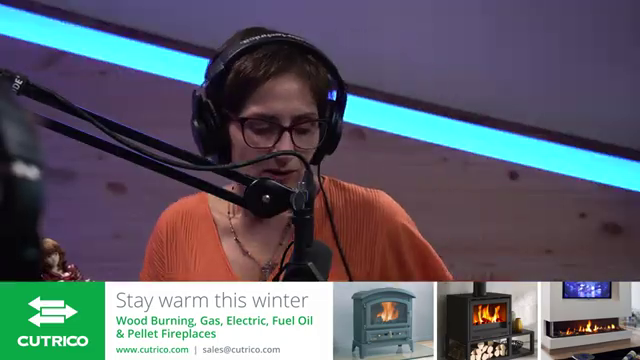 Stay warm this winter
Wood Burning, Gas, Electric, Fuel Oil
& Pellet Fireplaces
CUTRICO
www.cutrico.com | sales@cutrico.com